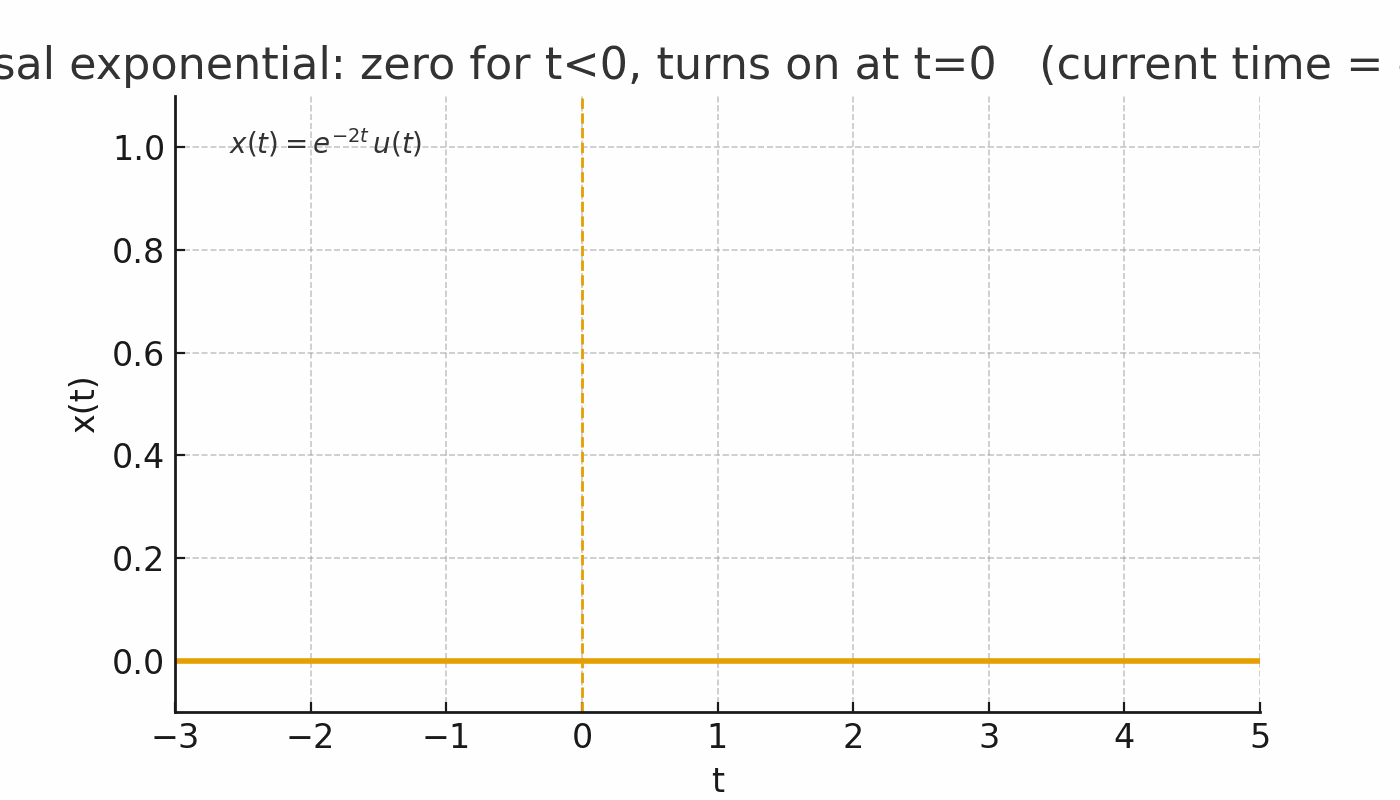 exponential: zero for t<0, turns on at t=0 (current time =
x(t) = e^{-2t} u(t)
1.0
0.8
0.6
0.4
0.2
0.0
x(t)
−3 −2 −1 0 1 2 3 4 5
t